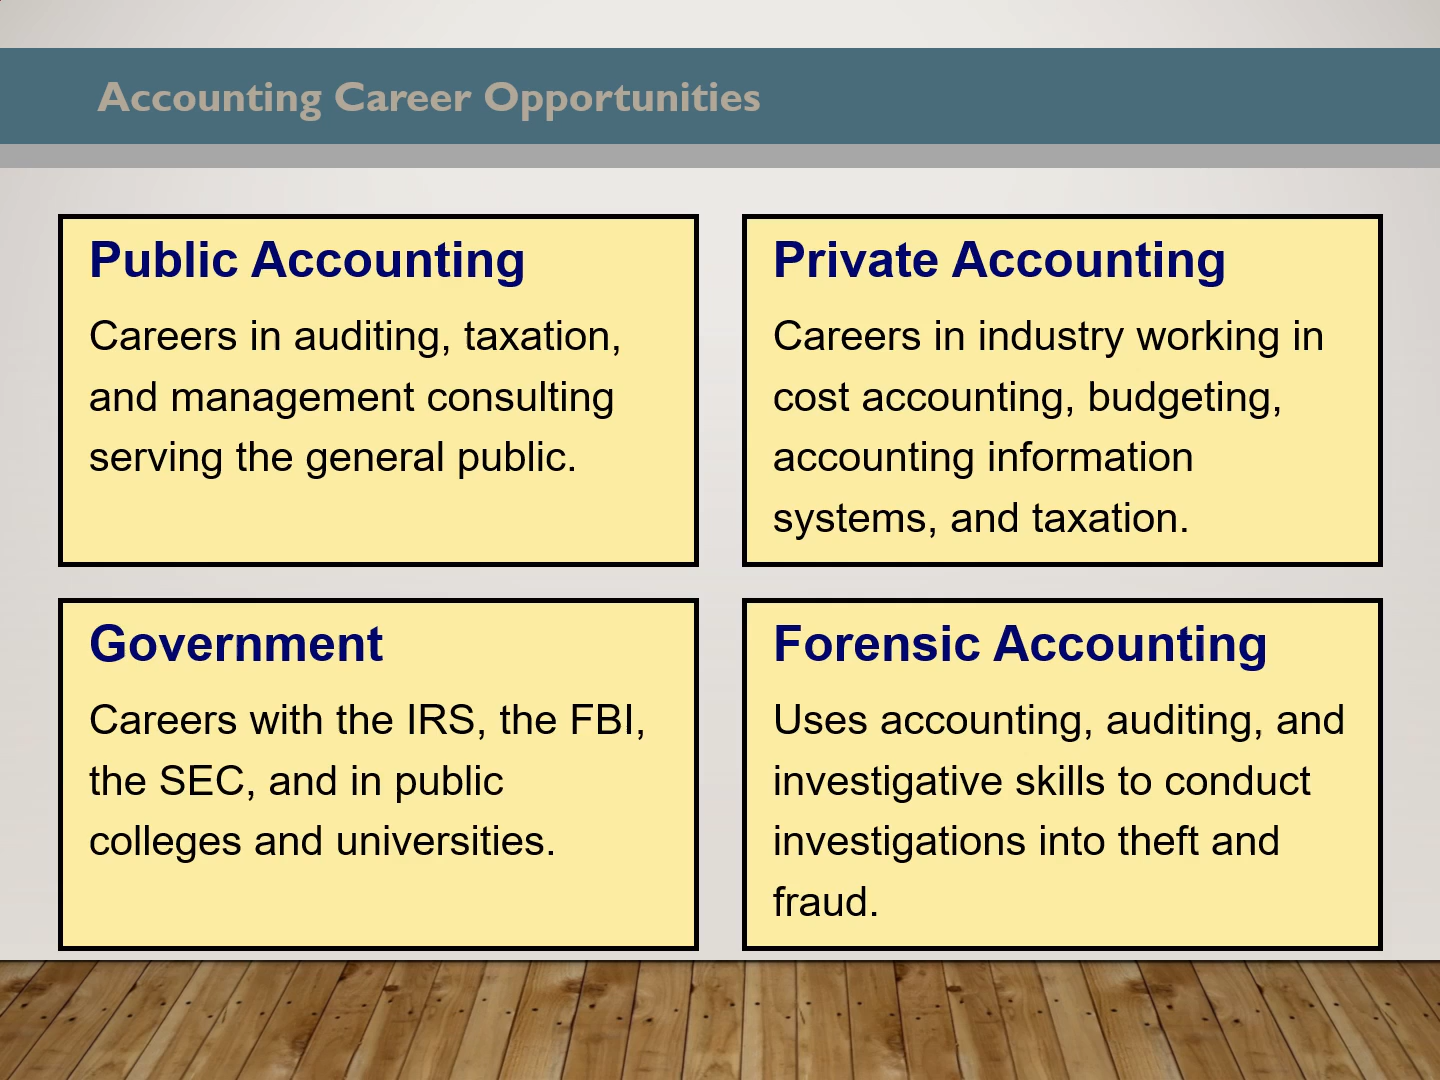 Accounting Career Opportunities
Public Accounting
Careers in auditing, taxation,
and management consulting
serving the general public.
Private Accounting
Careers in industry working in
cost accounting, budgeting,
accounting information
systems, and taxation.
Government
Careers with the IRS, the FBI,
the SEC, and in public
colleges and universities.
Forensic Accounting
Uses accounting, auditing, and
investigative skills to conduct
investigations into theft and
fraud.